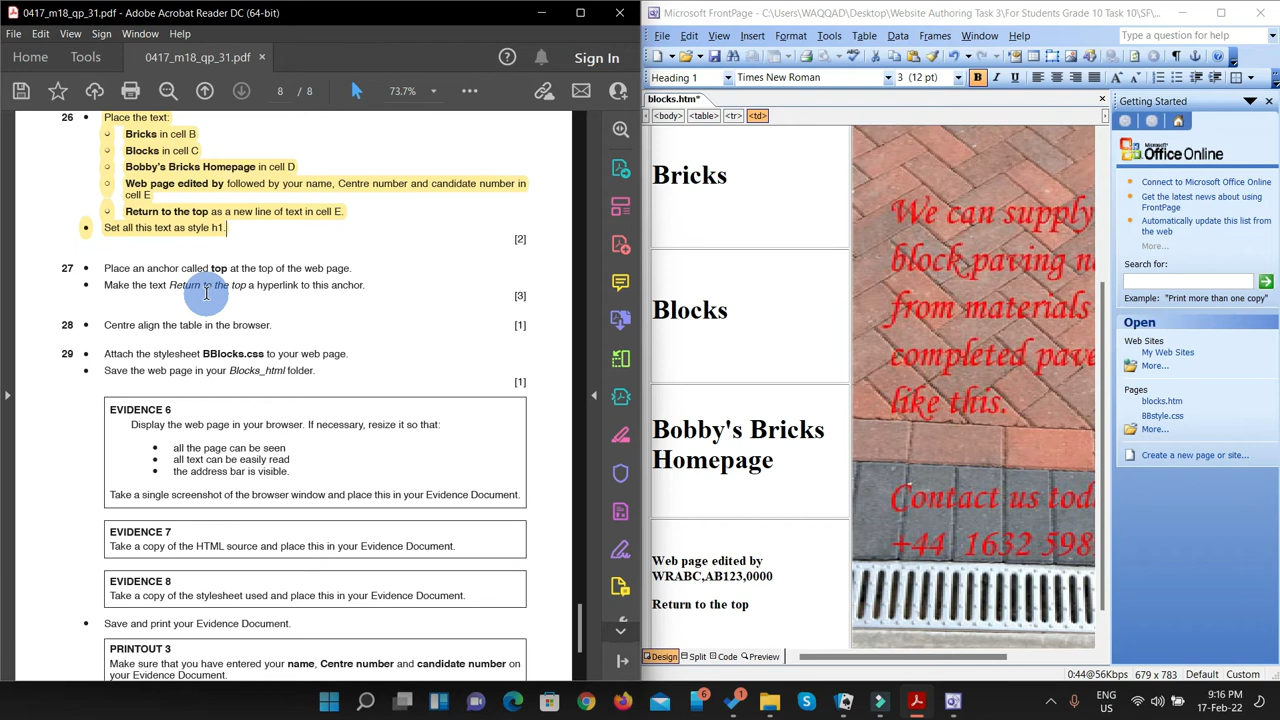 0417_m18_qp_31.pdf - Adobe Acrobat Reader DC (64-bit)
File Edit View Sign Window Help
Home Tools 0417_m18_qp_31.pdf Sign In
8 / 8 73.7%
26 • Place the text:
Bricks in cell B
Blocks in cell C
Bobby's Bricks Homepage in cell D
Web page edited by followed by your name, Centre number and candidate number in
cell E
Return to the top as a new line of text in cell E.
• Set all this text as style h1.
[2]
27 • Place an anchor called top at the top of the web page.
• Make the text Return to the top a hyperlink to this anchor.
[3]
28 • Centre align the table in the browser.
[1]
29 • Attach the stylesheet BBlocks.css to your web page.
• Save the web page in your Blocks_html folder.
[1]
EVIDENCE 6
Display the web page in your browser. If necessary, resize it so that:
• all the page can be seen
• all text can be easily read
• the address bar is visible.
Take a single screenshot of the browser window and place this in your Evidence Document.
EVIDENCE 7
Take a copy of the HTML source and place this in your Evidence Document.
EVIDENCE 8
Take a copy of the stylesheet used and place this in your Evidence Document.
• Save and print your Evidence Document.
PRINTOUT 3
Make sure that you have entered your name, Centre number and candidate number on
your Evidence Document.
Microsoft FrontPage - C:\Users\WAQQAD\Desktop\Website Authoring Task 3\For Students Grade 10 Task 10\SF\...
File Edit View Insert Format Tools Table Data Frames Window Help Type a question for help
Heading 1 Times New Roman 3 (12 pt) B I U
blocks.htm*
<body> <table> <tr> <td>
Bricks
Blocks
Bobby's Bricks
Homepage
Web page edited by
WRABC,AB123,0000
Return to the top
We can supply
block paving n
from materials
completed pave
like this.
Contact us tod
+44 1632 598
Design Split Code Preview
Getting Started
Microsoft
Office Online
Connect to Microsoft Office Online
Get the latest news about using
FrontPage
Automatically update this list from
the web
More...
Search for:
Example: "Print more than one copy"
Open
Web Sites
My Web Sites
More...
Pages
blocks.htm
BBstyle.css
More...
Create a new page or site...
0:44@56Kbps 679 x 783 Default Custom
6 1
ENG
US
9:16 PM
17-Feb-22